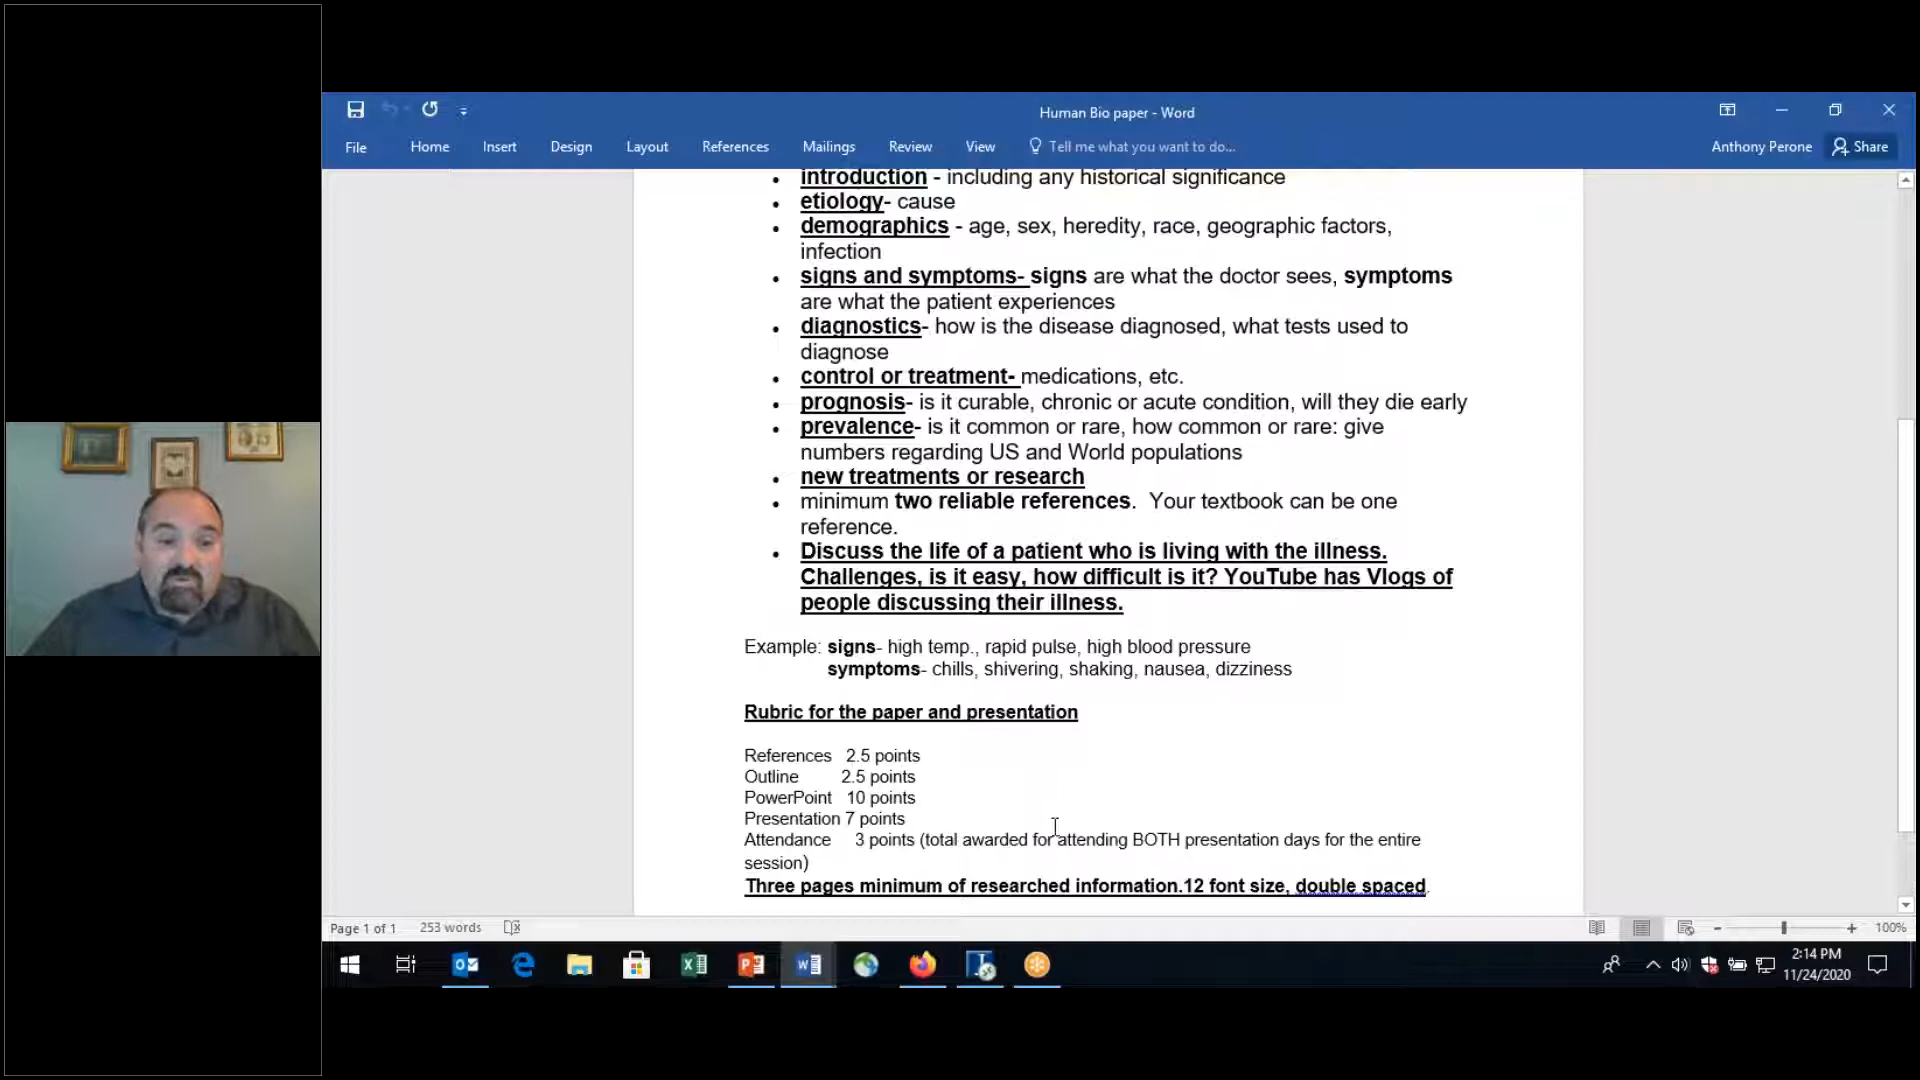 Human Bio paper - Word
File Home Insert Design Layout References Mailings Review View Tell me what you want to do... Anthony Perone Share
introduction - including any historical significance
etiology- cause
demographics - age, sex, heredity, race, geographic factors,
infection
signs and symptoms- signs are what the doctor sees, symptoms
are what the patient experiences
diagnostics- how is the disease diagnosed, what tests used to
diagnose
control or treatment- medications, etc.
prognosis- is it curable, chronic or acute condition, will they die early
prevalence- is it common or rare, how common or rare: give
numbers regarding US and World populations
new treatments or research
minimum two reliable references.  Your textbook can be one
reference.
Discuss the life of a patient who is living with the illness.
Challenges, is it easy, how difficult is it? YouTube has Vlogs of
people discussing their illness.
Example: signs- high temp., rapid pulse, high blood pressure
symptoms- chills, shivering, shaking, nausea, dizziness
Rubric for the paper and presentation
References 2.5 points
Outline 2.5 points
PowerPoint 10 points
Presentation 7 points
Attendance 3 points (total awarded for attending BOTH presentation days for the entire
session)
Three pages minimum of researched information.12 font size, double spaced.
Page 1 of 1 253 words 100%
2:14 PM
11/24/2020